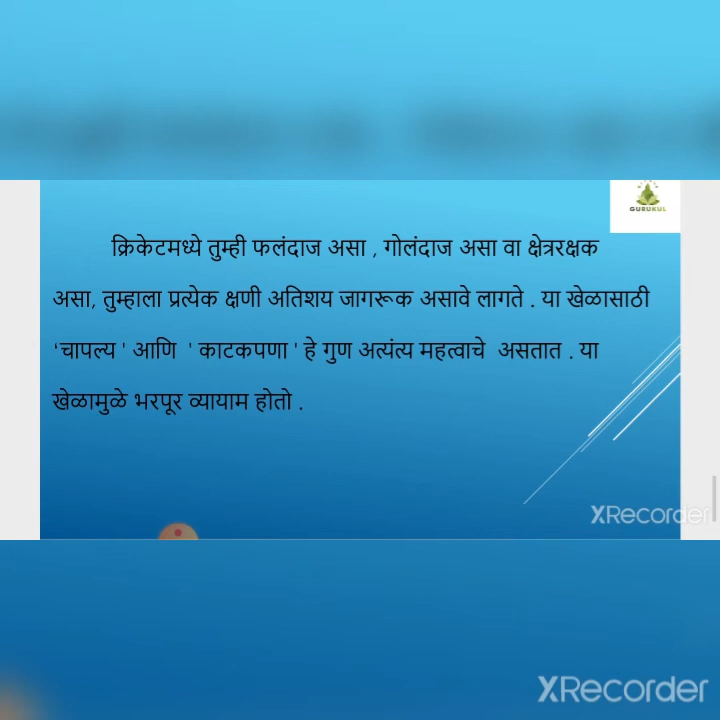 GURUKUL
क्रिकेटमध्ये तुम्ही फलंदाज असा , गोलंदाज असा वा क्षेत्ररक्षक
असा, तुम्हाला प्रत्येक क्षणी अतिशय जागरूक असावे लागते . या खेळासाठी
'चापल्य ' आणि ' काटकपणा ' हे गुण अत्यंत्य महत्वाचे असतात . या
खेळामुळे भरपूर व्यायाम होतो .
XRecorder
XRecorder